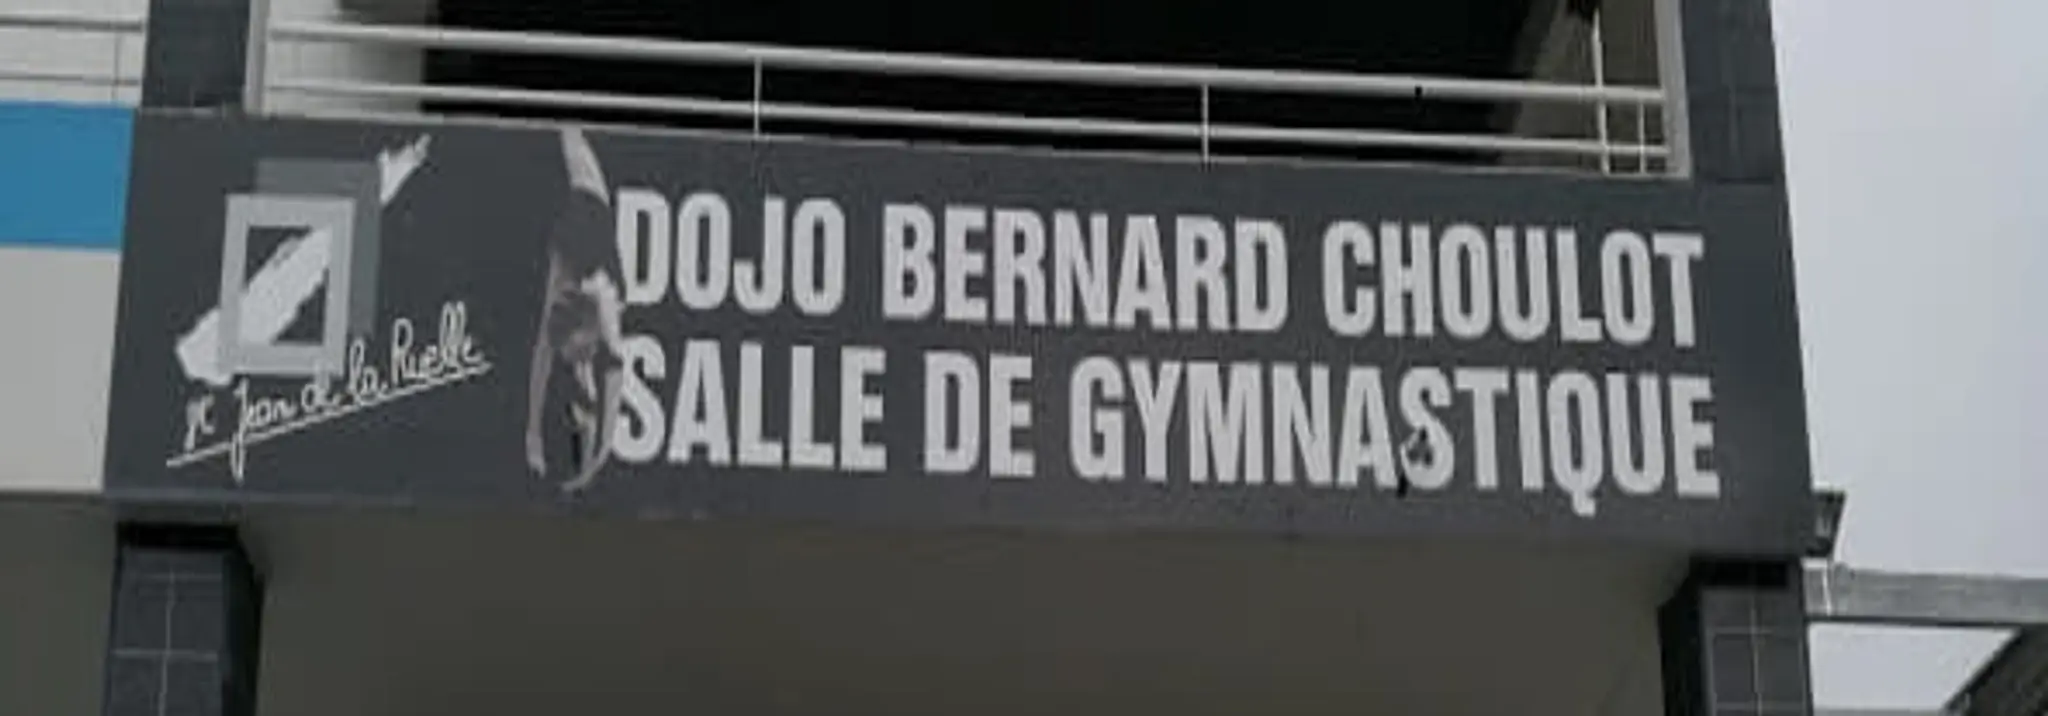 St Jean de la Ruelle
DOJO BERNARD CHOULOT
SALLE DE GYMNASTIQUE